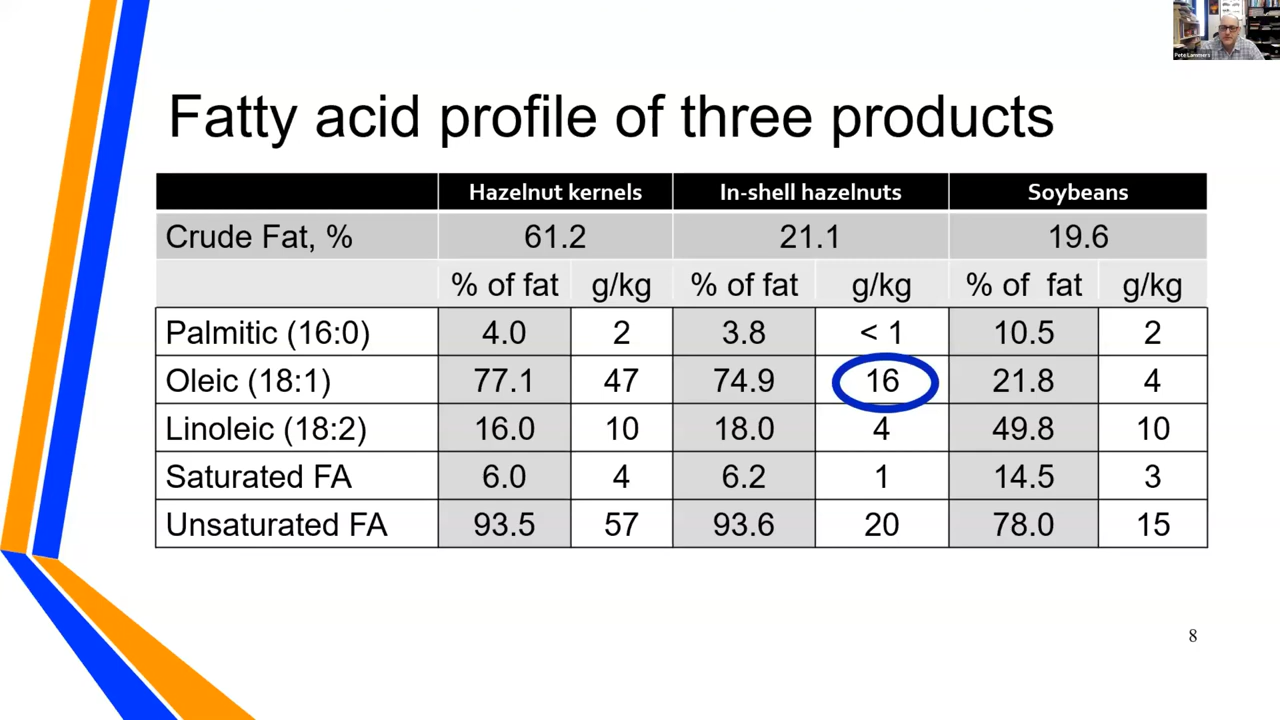 Pete Lammers
Fatty acid profile of three products
Hazelnut kernels In-shell hazelnuts Soybeans
Crude Fat, % 61.2 21.1 19.6
% of fat g/kg % of fat g/kg % of fat g/kg
Palmitic (16:0) 4.0 2 3.8 < 1 10.5 2
Oleic (18:1) 77.1 47 74.9 16 21.8 4
Linoleic (18:2) 16.0 10 18.0 4 49.8 10
Saturated FA 6.0 4 6.2 1 14.5 3
Unsaturated FA 93.5 57 93.6 20 78.0 15
8